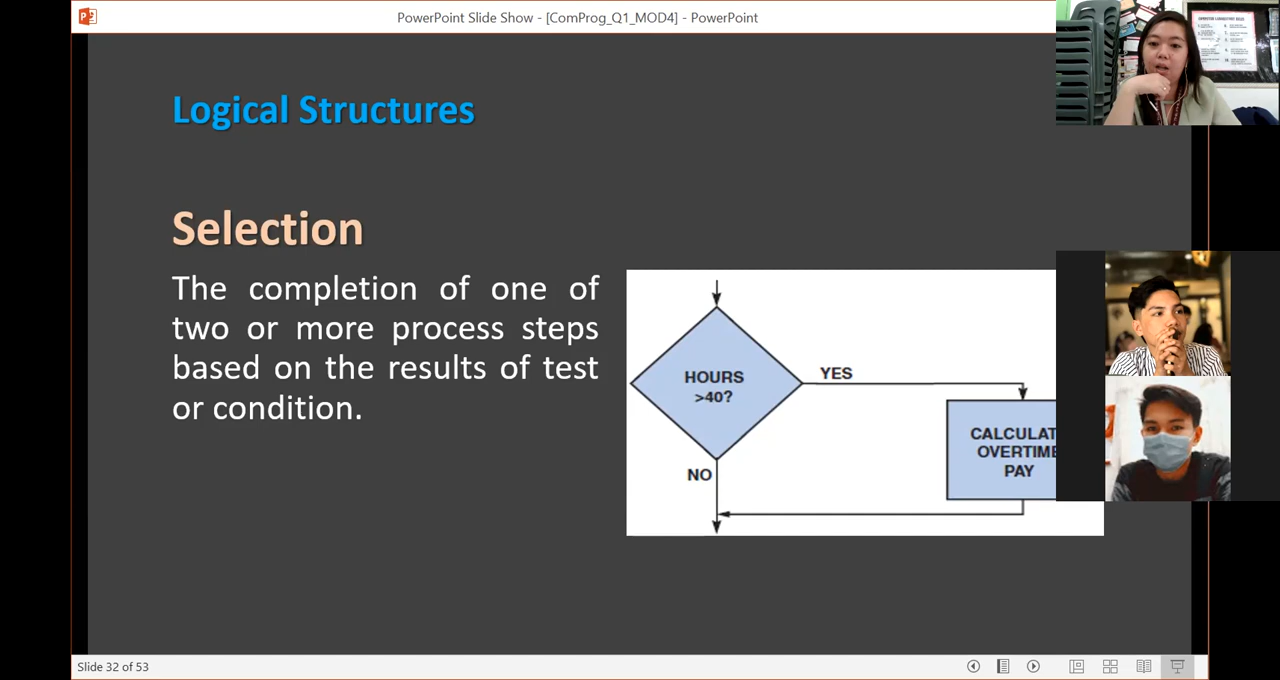 PowerPoint Slide Show - [ComProg_Q1_MOD4] - PowerPoint
Logical Structures
Selection
The completion of one of
two or more process steps
based on the results of test
or condition.
HOURS
>40?
YES
NO
CALCULAT
OVERTIME
PAY
Slide 32 of 53